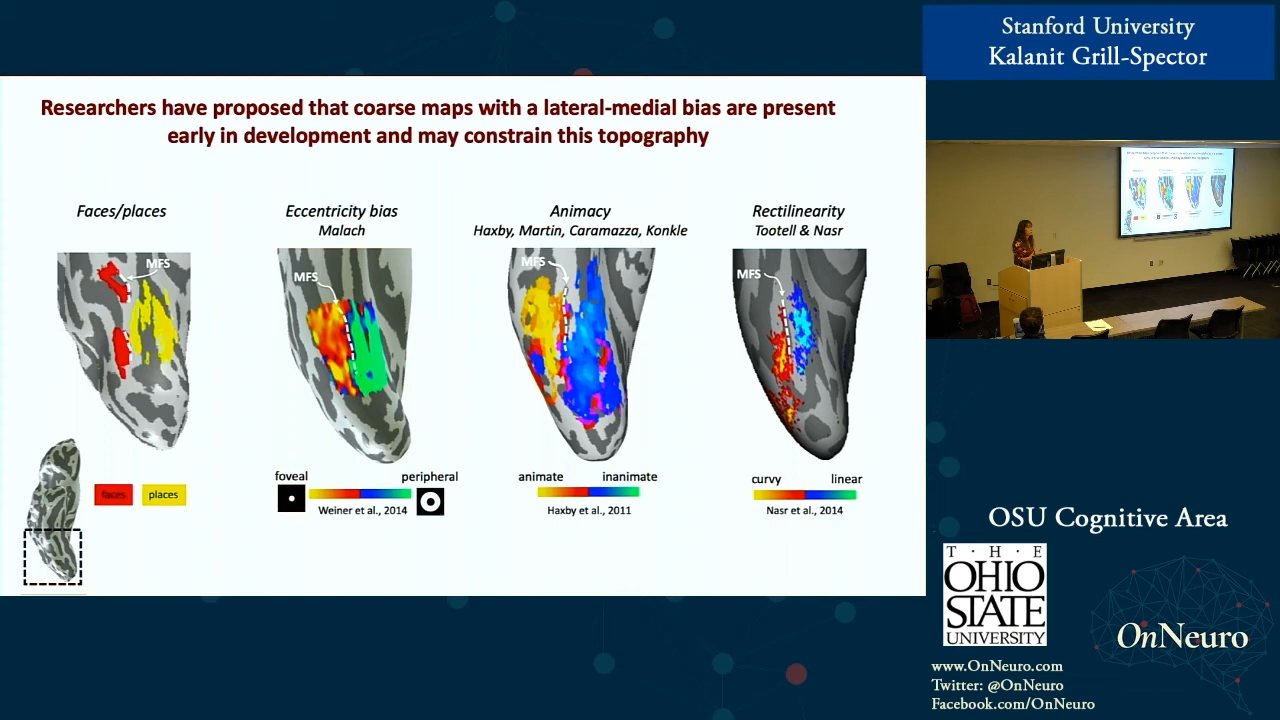 Stanford University
Kalanit Grill-Spector
Researchers have proposed that coarse maps with a lateral-medial bias are present
early in development and may constrain this topography
Faces/places
MFS
faces
places
Eccentricity bias
Malach
MFS
foveal
peripheral
Weiner et al., 2014
Animacy
Haxby, Martin, Caramazza, Konkle
MFS
animate
inanimate
Haxby et al., 2011
Rectilinearity
Tootell & Nasr
MFS
curvy
linear
Nasr et al., 2014
OSU Cognitive Area
T · H · E
OHIO
STATE
UNIVERSITY
OnNeuro
www.OnNeuro.com
Twitter: @OnNeuro
Facebook.com/OnNeuro